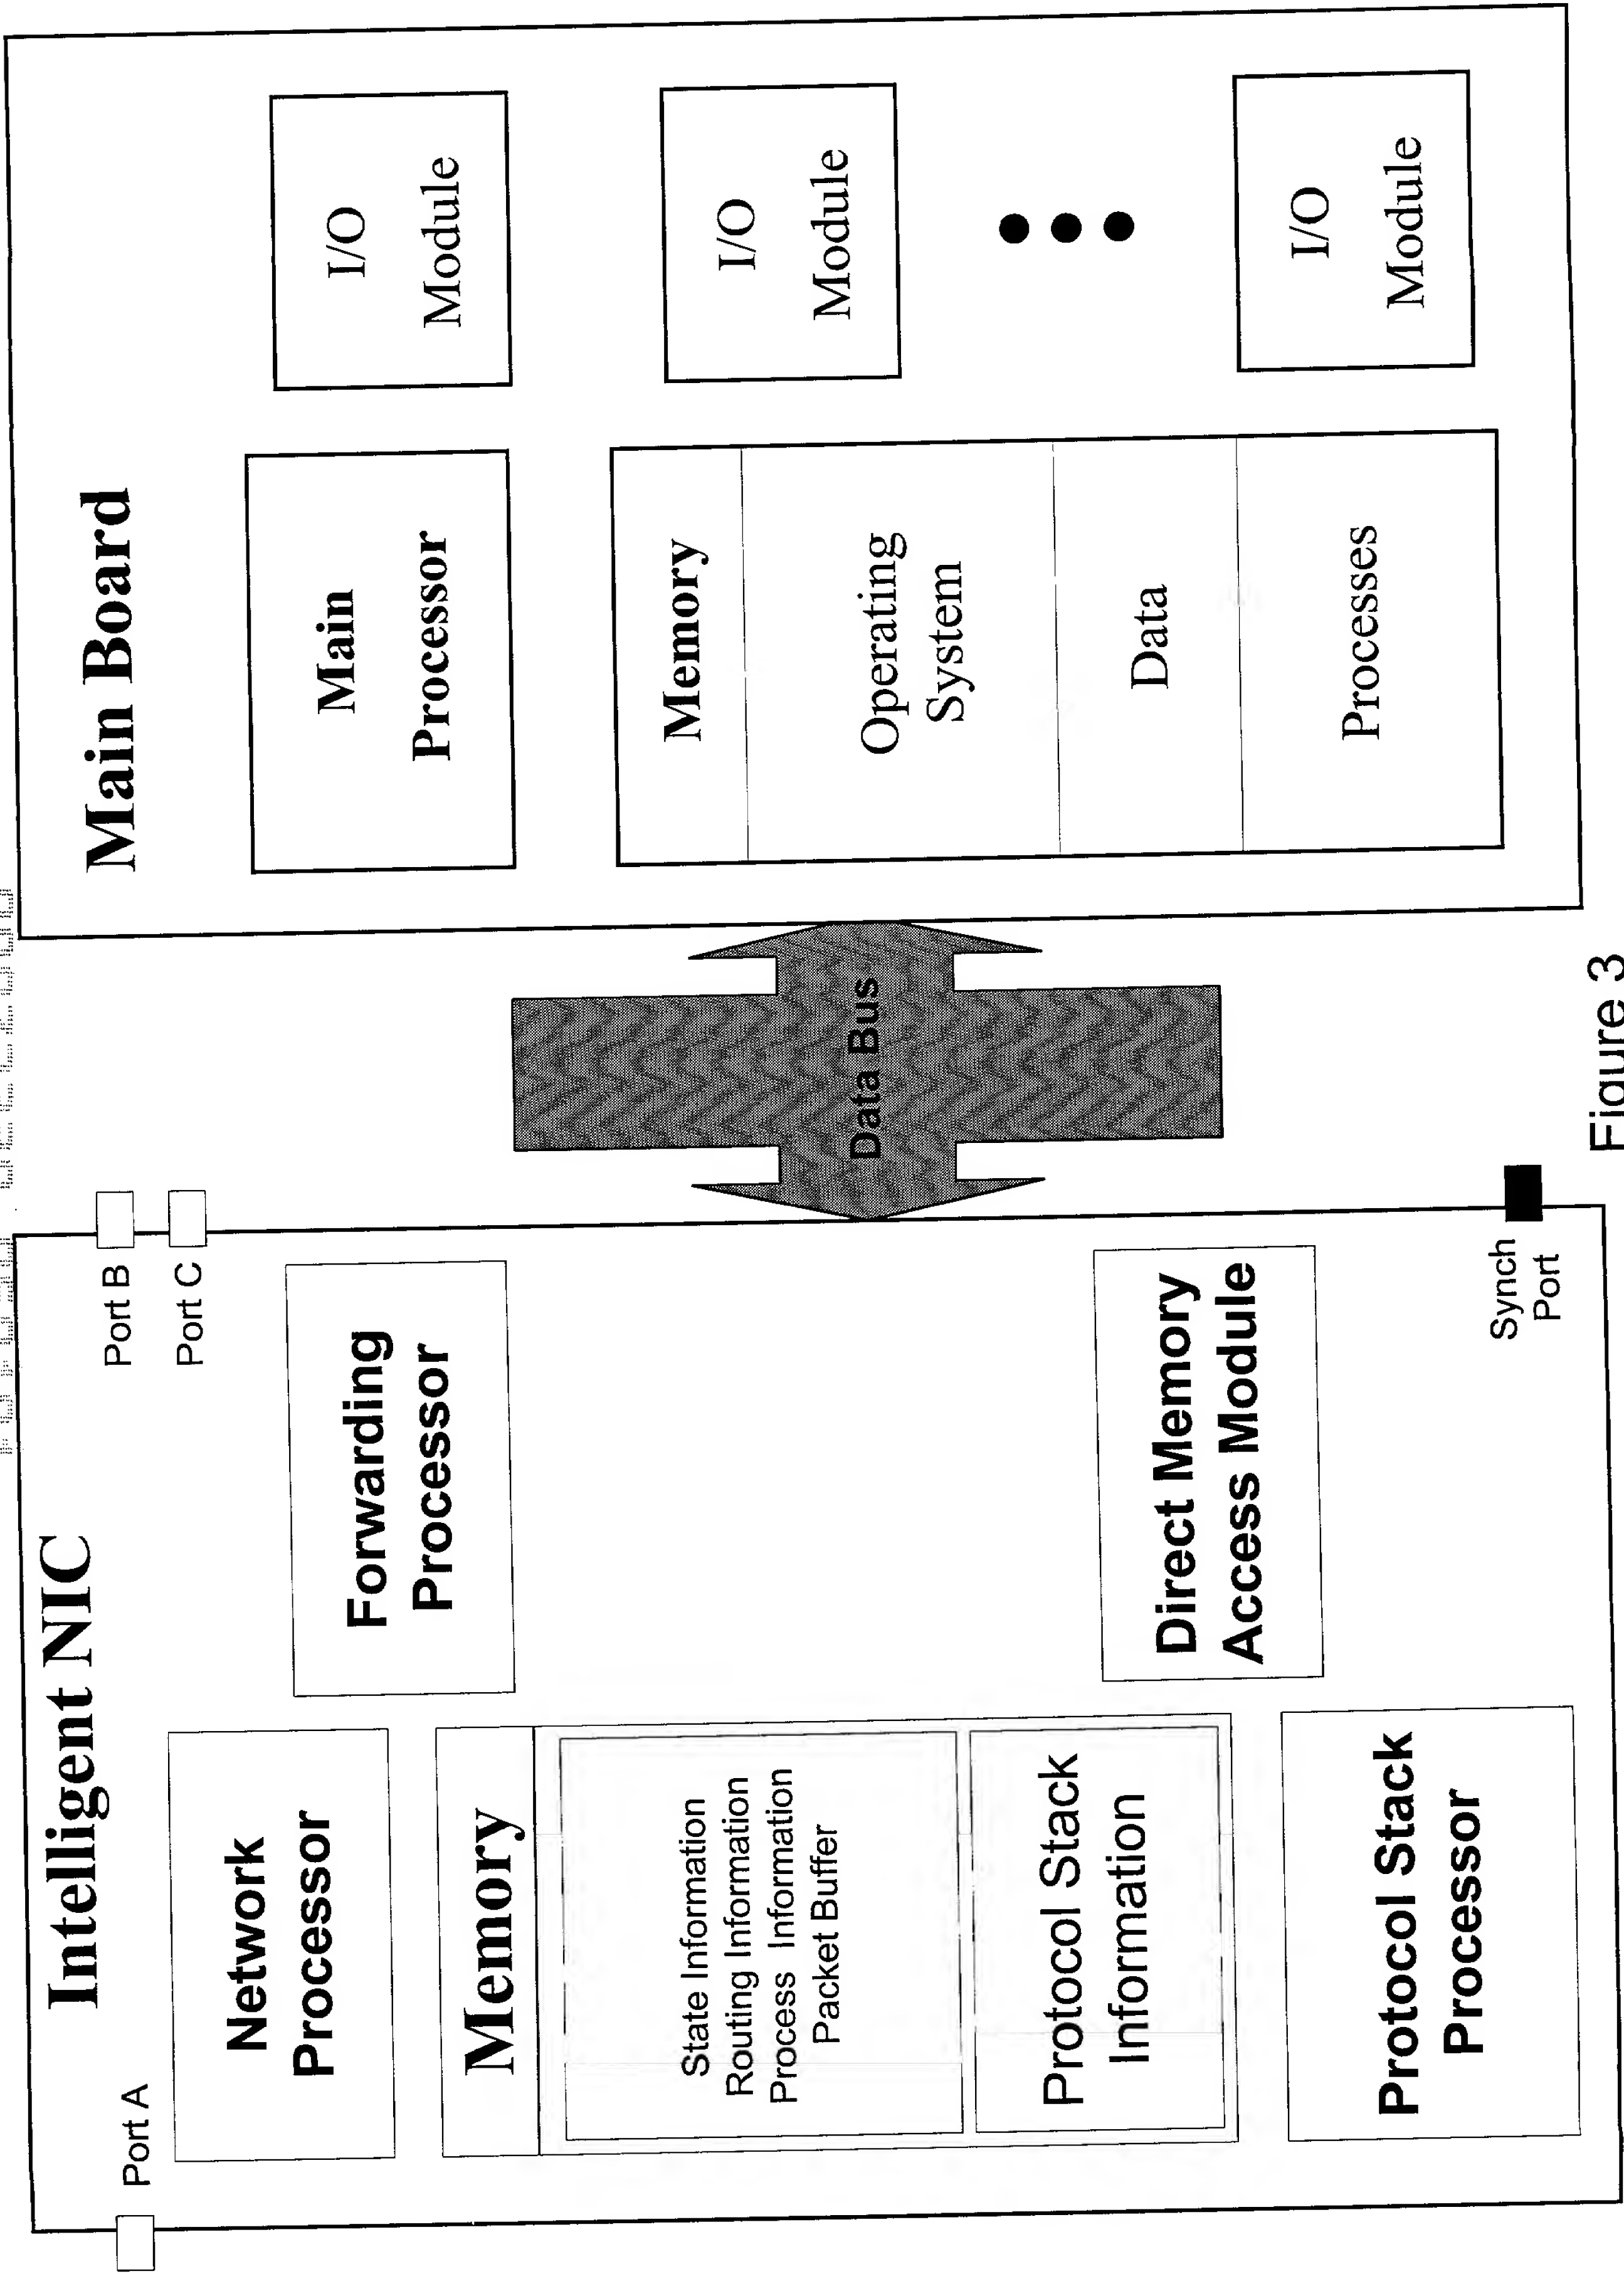 Intelligent NIC
Port A
Port B
Port C
Network
Processor
Forwarding
Processor
Memory
State Information
Routing Information
Process Information
Packet Buffer
Protocol Stack
Information
Direct Memory
Access Module
Protocol Stack
Processor
Synch
Port
Data Bus
Main Board
Main
Processor
I/O
Module
Memory
Operating
System
Data
Processes
I/O
Module
I/O
Module
Figure 3